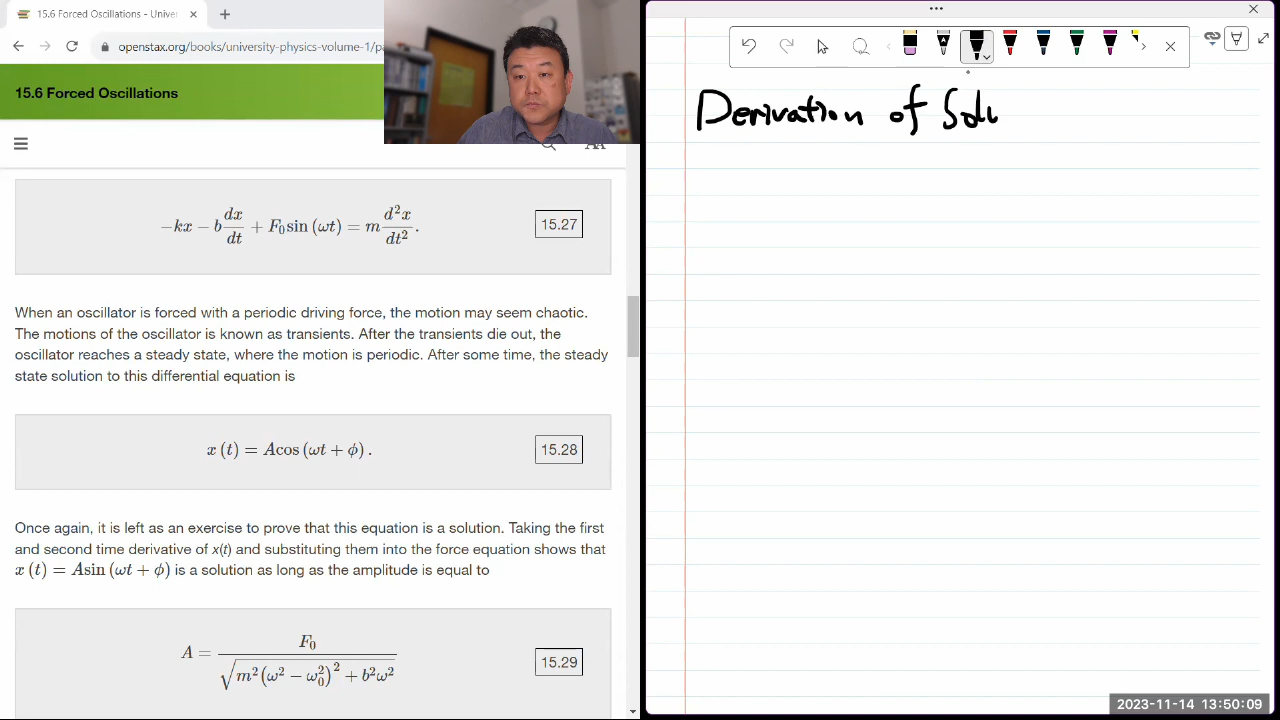 15.6 Forced Oscillations - Univer
openstax.org/books/university-physics-volume-1/pa
15.6 Forced Oscillations
AA
-kx - b dx/dt + F₀ sin (ωt) = m d²x/dt².
15.27
When an oscillator is forced with a periodic driving force, the motion may seem chaotic.
The motions of the oscillator is known as transients. After the transients die out, the
oscillator reaches a steady state, where the motion is periodic. After some time, the steady
state solution to this differential equation is
x (t) = A cos (ωt + ϕ).
15.28
Once again, it is left as an exercise to prove that this equation is a solution. Taking the first
and second time derivative of x(t) and substituting them into the force equation shows that
x (t) = A sin (ωt + ϕ) is a solution as long as the amplitude is equal to
A = F₀ / √(m²(ω² − ω₀²)² + b²ω²)
15.29
Derivation of Solu
2023-11-14 13:50:09